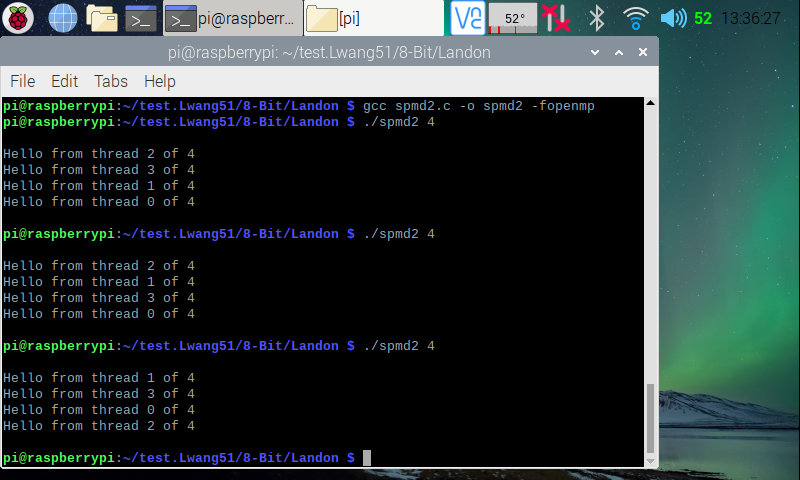 pi@raspberr... [pi] 52° 52 13:36:27
pi@raspberrypi: ~/test.Lwang51/8-Bit/Landon
File Edit Tabs Help
pi@raspberrypi:~/test.Lwang51/8-Bit/Landon $ gcc spmd2.c -o spmd2 -fopenmp
pi@raspberrypi:~/test.Lwang51/8-Bit/Landon $ ./spmd2 4
Hello from thread 2 of 4
Hello from thread 3 of 4
Hello from thread 1 of 4
Hello from thread 0 of 4
pi@raspberrypi:~/test.Lwang51/8-Bit/Landon $ ./spmd2 4
Hello from thread 2 of 4
Hello from thread 1 of 4
Hello from thread 3 of 4
Hello from thread 0 of 4
pi@raspberrypi:~/test.Lwang51/8-Bit/Landon $ ./spmd2 4
Hello from thread 1 of 4
Hello from thread 3 of 4
Hello from thread 0 of 4
Hello from thread 2 of 4
pi@raspberrypi:~/test.Lwang51/8-Bit/Landon $